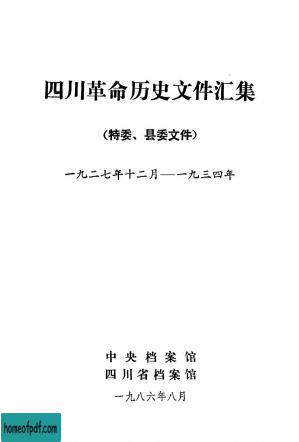 四川革命历史文件汇集
（特委、县委文件）
一九二七年十二月——一九三四年
中央档案馆
四川省档案馆
一九八六年八月
homeofpdf.com